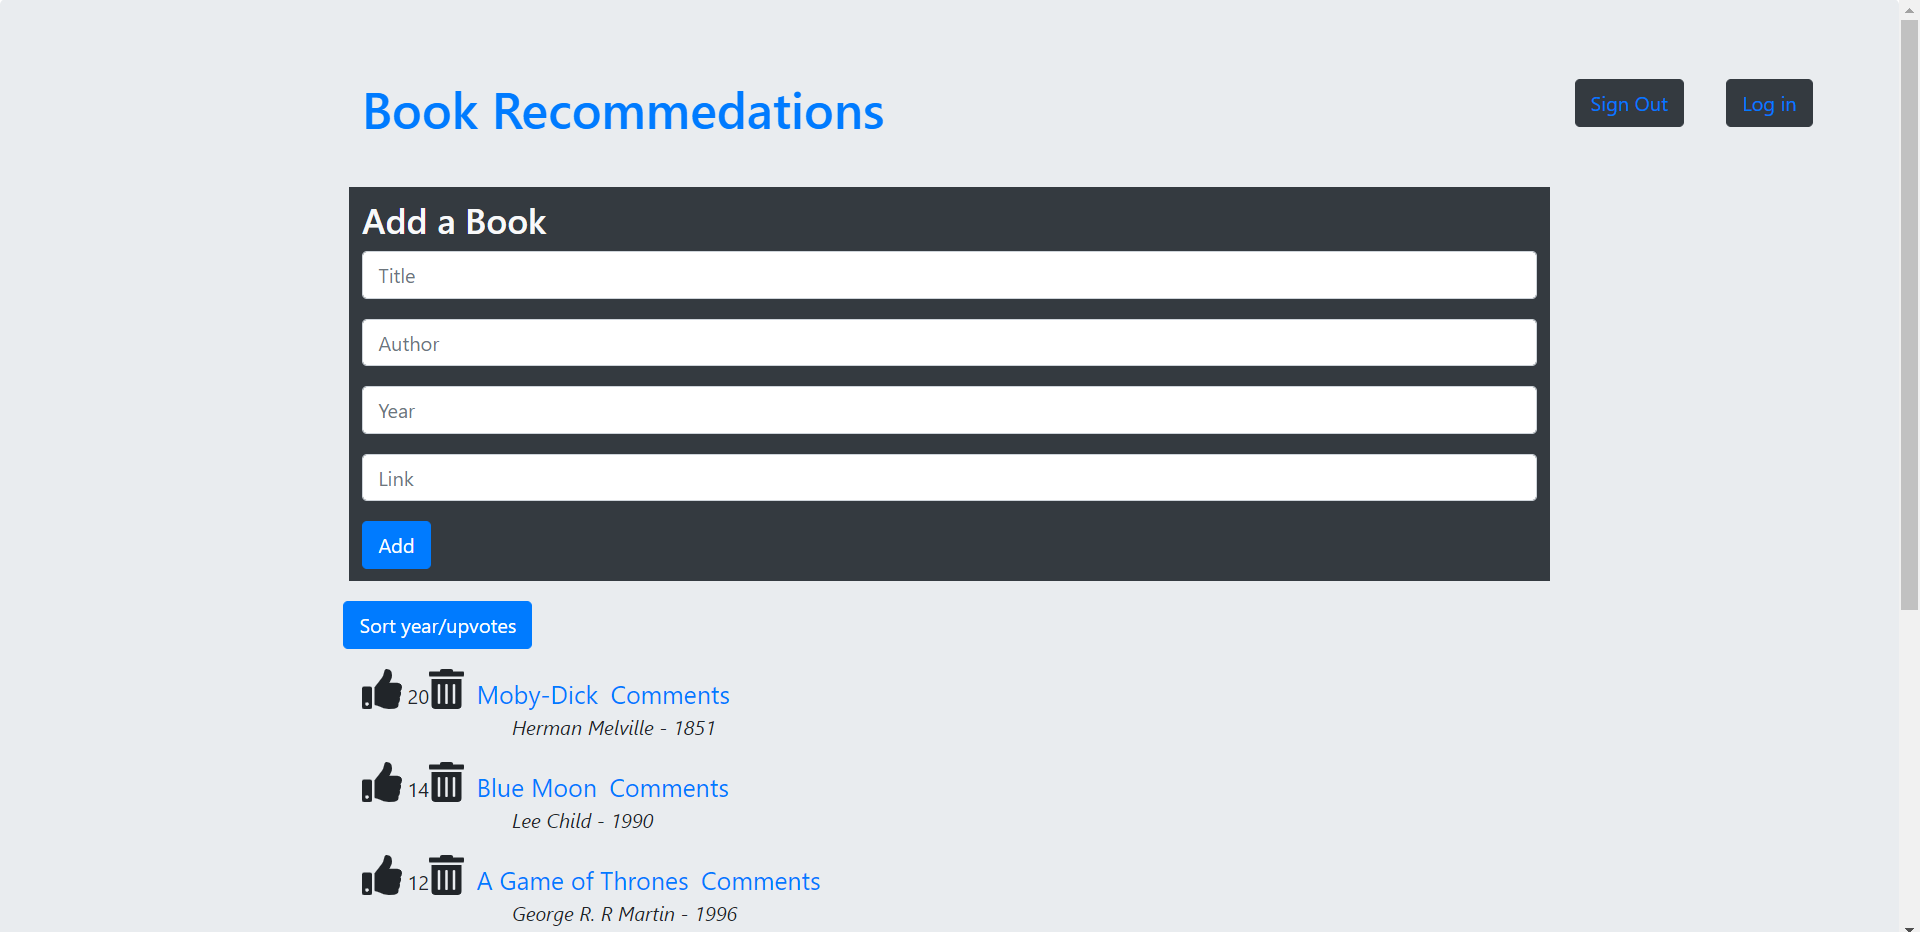 Book Recommedations
Sign Out
Log in
Add a Book
Title
Author
Year
Link
Add
Sort year/upvotes
20 Moby-Dick Comments
Herman Melville - 1851
14 Blue Moon Comments
Lee Child - 1990
12 A Game of Thrones Comments
George R. R Martin - 1996